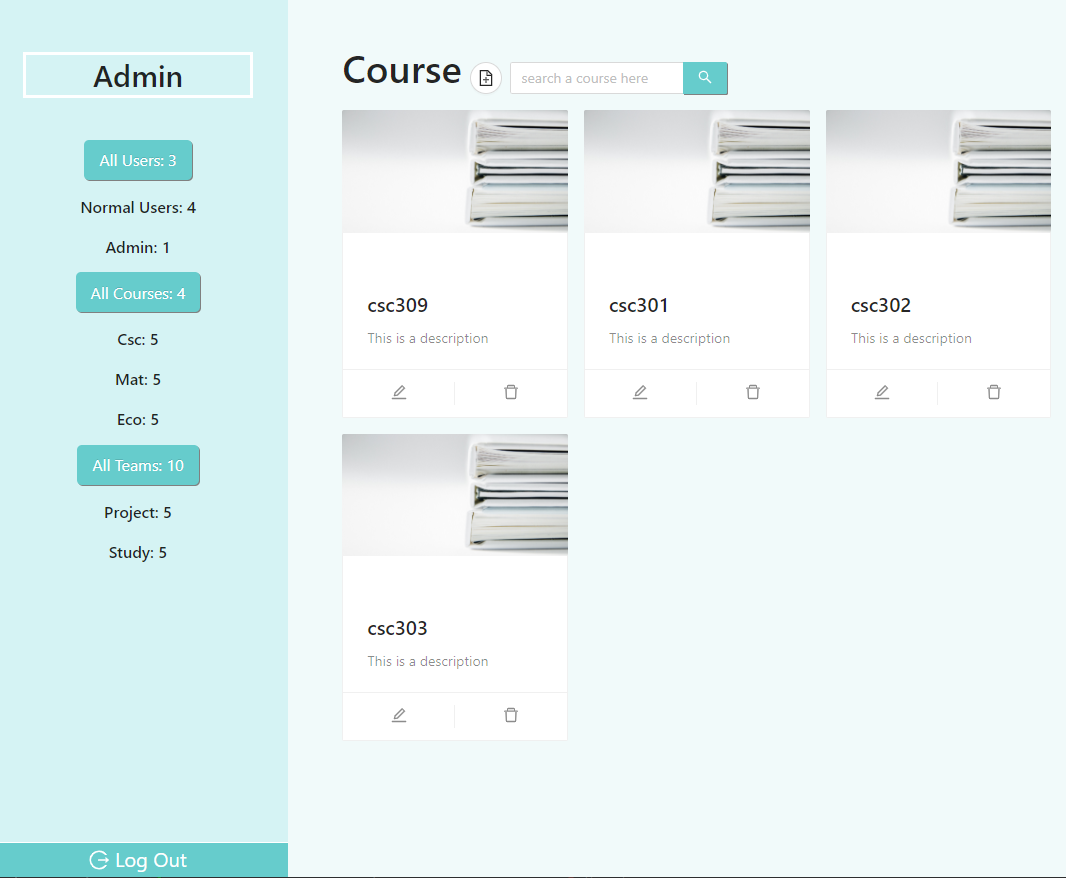 Admin
All Users: 3
Normal Users: 4
Admin: 1
All Courses: 4
Csc: 5
Mat: 5
Eco: 5
All Teams: 10
Project: 5
Study: 5
Log Out
Course
search a course here
csc309
This is a description
csc301
This is a description
csc302
This is a description
csc303
This is a description